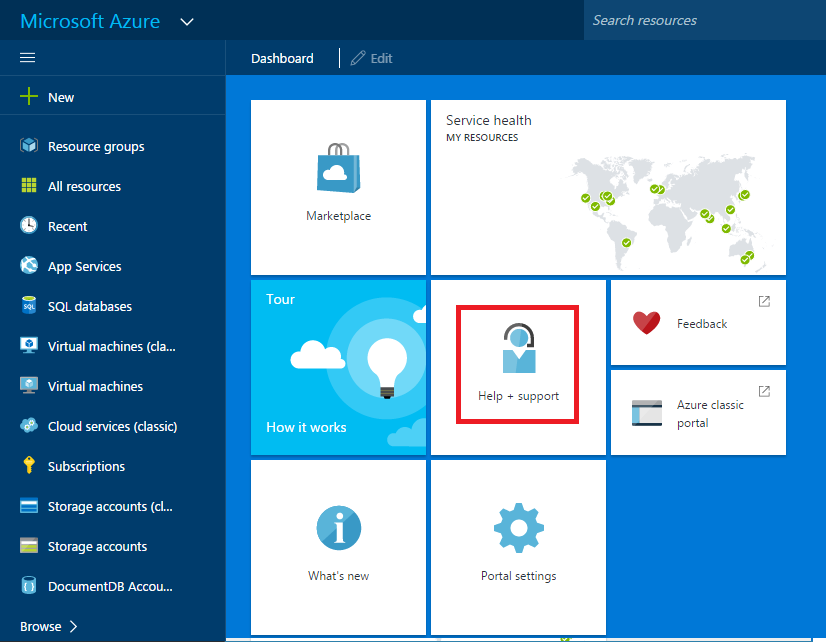 Microsoft Azure
Search resources
Dashboard
Edit
New
Resource groups
All resources
Recent
App Services
SQL
SQL databases
Virtual machines (cla...
Virtual machines
Cloud services (classic)
Subscriptions
Storage accounts (cl...
Storage accounts
DocumentDB Accou...
Browse
Marketplace
Service health
MY RESOURCES
Tour
How it works
Help + support
Feedback
Azure classic
portal
What's new
Portal settings